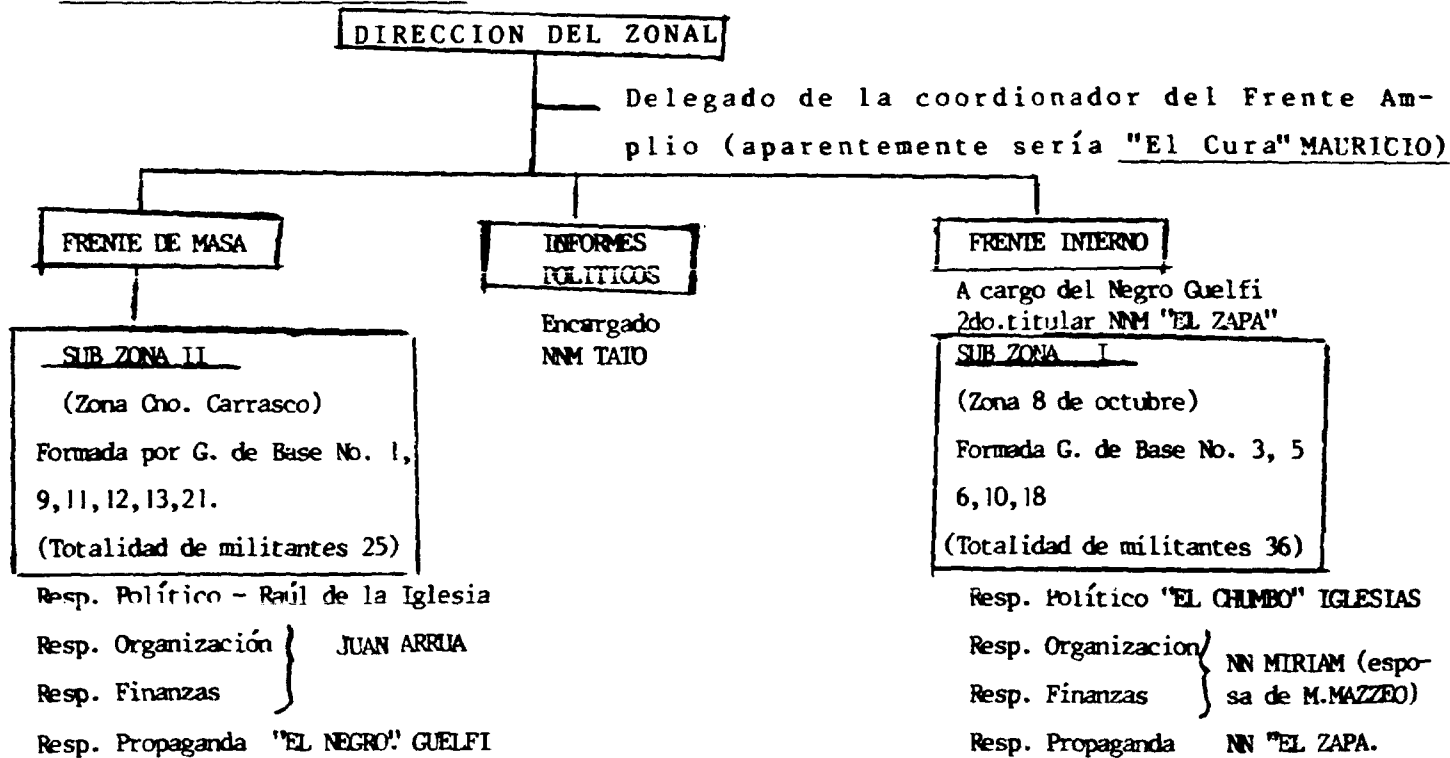 DIRECCION DEL ZONAL
Delegado de la coordionador del Frente Am-
plio (aparentemente sería "El Cura" MAURICIO)
FRENTE DE MASA
SUB ZONA II
(Zona Cno. Carrasco)
Formada por G. de Base No. 1,
9,11,12,13,21.
(Totalidad de militantes 25)
Resp. Político - Raúl de la Iglesia
Resp. Organización } JUAN ARRUA
Resp. Finanzas
Resp. Propaganda "EL NEGRO". GUELFI
INFORMES
POLITICOS
Encargado
NNM TATO
FRENTE INTERNO
A cargo del Negro Guelfi
2do.titular NNM "EL ZAPA"
SUB ZONA I
(Zona 8 de octubre)
Formada G. de Base No. 3, 5
6,10,18
(Totalidad de militantes 36)
Resp. Político "EL CHUMBO" IGLESIAS
Resp. Organizacion } NN MIRIAM (espo-
Resp. Finanzas } sa de M.MAZZEO)
Resp. Propaganda NN "EL ZAPA.